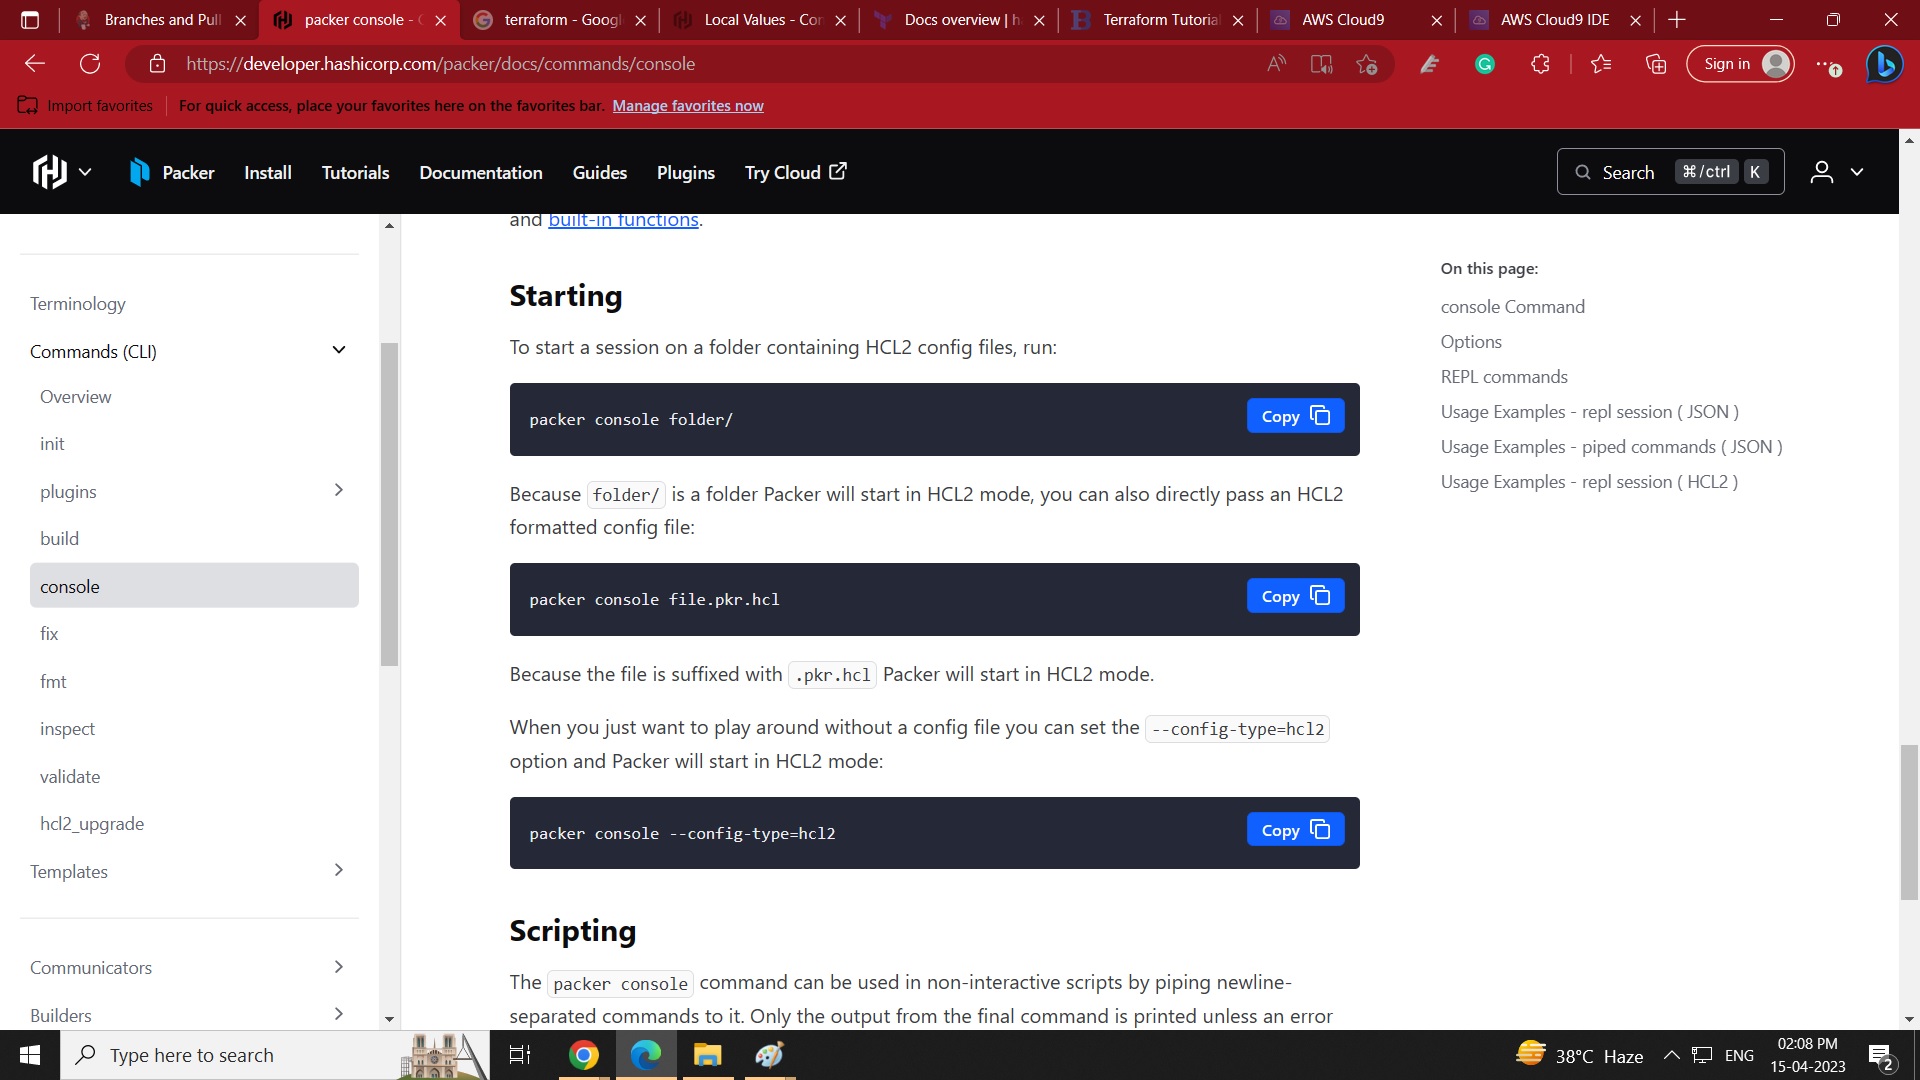 Branches and Pull
packer console - C
terraform - Googl
Local Values - Con
Docs overview | h
Terraform Tutorial
AWS Cloud9
AWS Cloud9 IDE
https://developer.hashicorp.com/packer/docs/commands/console
Sign in
Import favorites
For quick access, place your favorites here on the favorites bar. Manage favorites now
Packer
Install
Tutorials
Documentation
Guides
Plugins
Try Cloud
Search
⌘/ctrl
K
Terminology
Commands (CLI)
Overview
init
plugins
build
console
fix
fmt
inspect
validate
hcl2_upgrade
Templates
Communicators
Builders
and built-in functions.
Starting
To start a session on a folder containing HCL2 config files, run:
packer console folder/
Copy
Because folder/ is a folder Packer will start in HCL2 mode, you can also directly pass an HCL2
formatted config file:
packer console file.pkr.hcl
Copy
Because the file is suffixed with .pkr.hcl Packer will start in HCL2 mode.
When you just want to play around without a config file you can set the --config-type=hcl2
option and Packer will start in HCL2 mode:
packer console --config-type=hcl2
Copy
Scripting
The packer console command can be used in non-interactive scripts by piping newline-
separated commands to it. Only the output from the final command is printed unless an error
On this page:
console Command
Options
REPL commands
Usage Examples - repl session ( JSON )
Usage Examples - piped commands ( JSON )
Usage Examples - repl session ( HCL2 )
Type here to search
38°C Haze
ENG
02:08 PM
15-04-2023
2